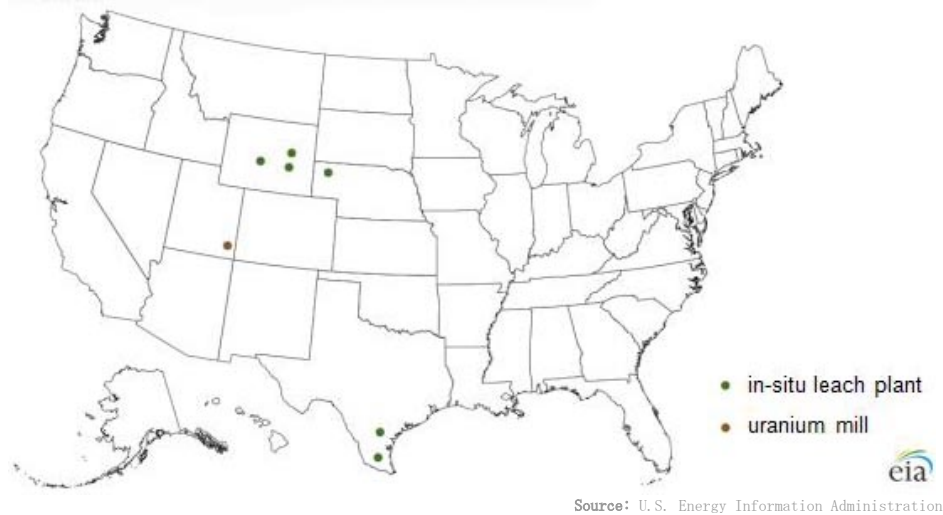 in-situ leach plant
uranium mill
eia
Source: U.S. Energy Information Administration